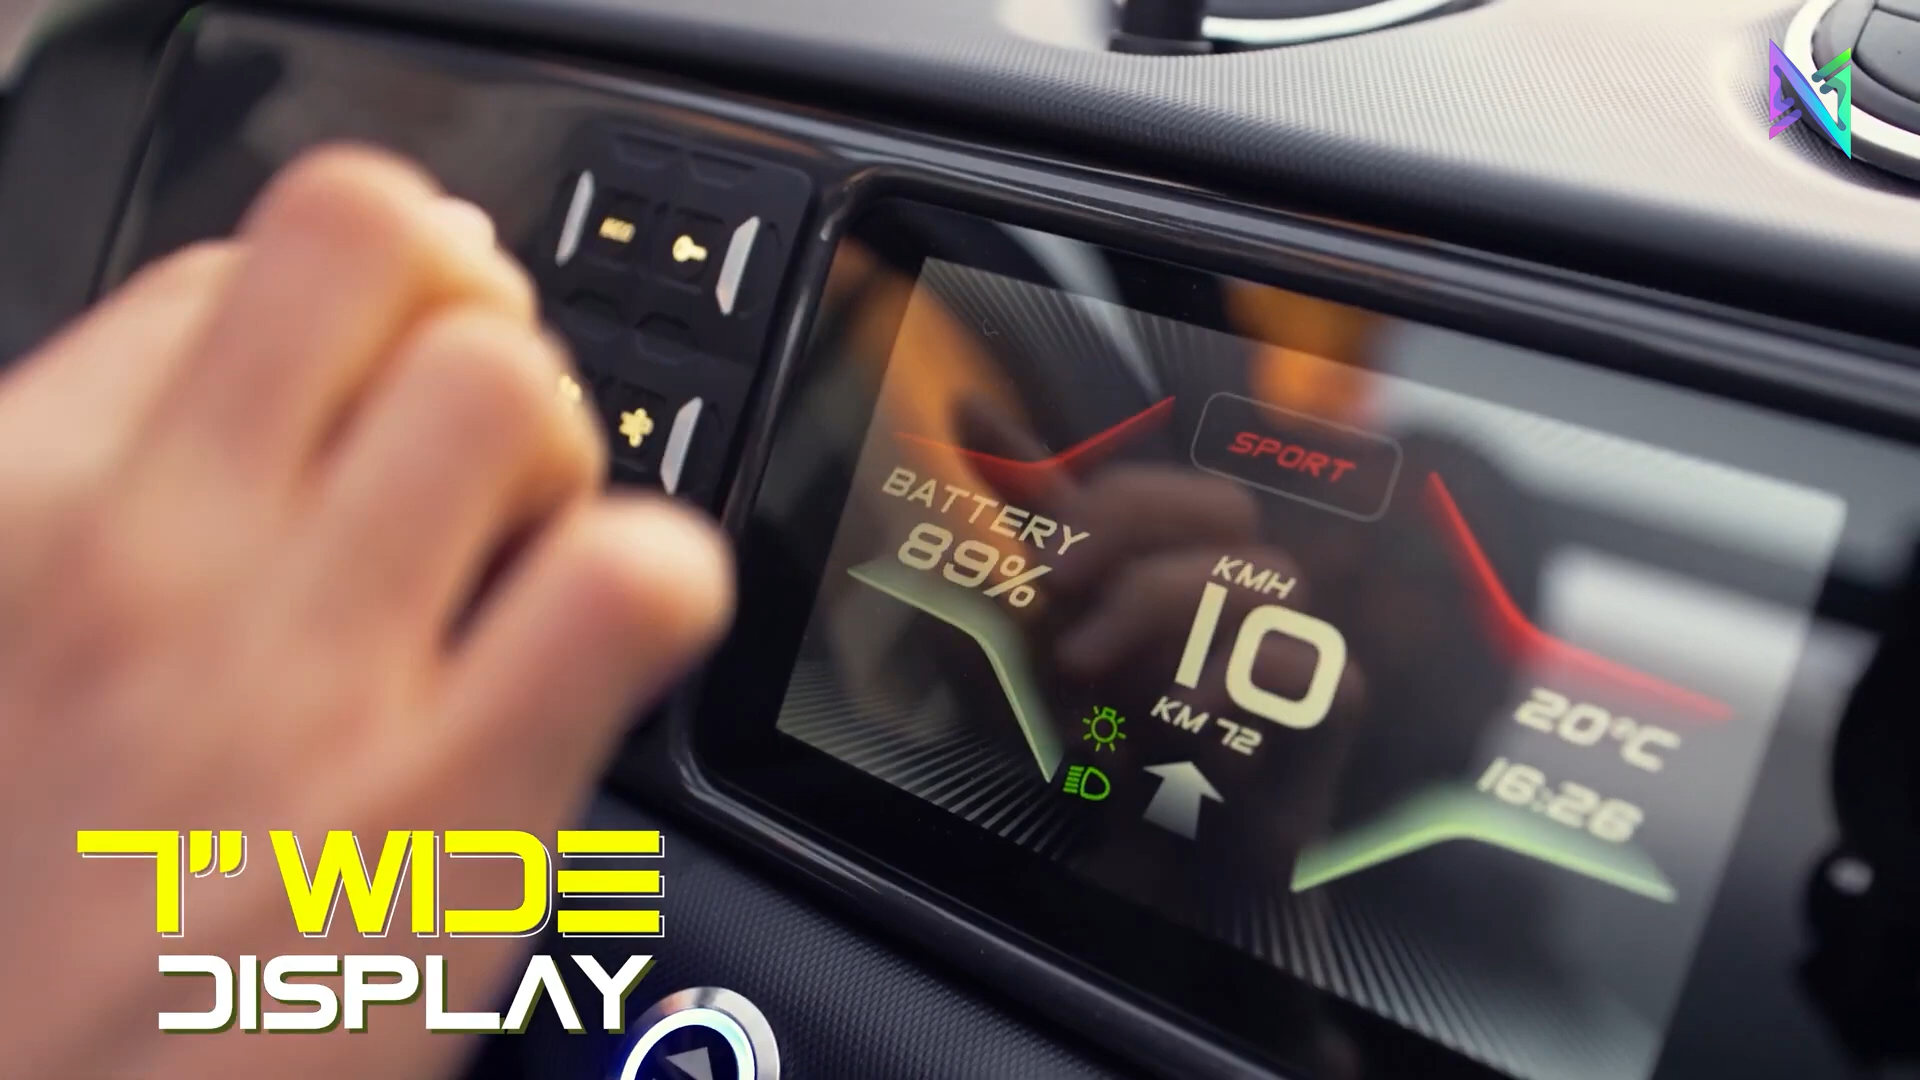 SPORT
BATTERY
89%
KMH
10
KM 72
20°C
16:26
7" WIDE
DISPLAY